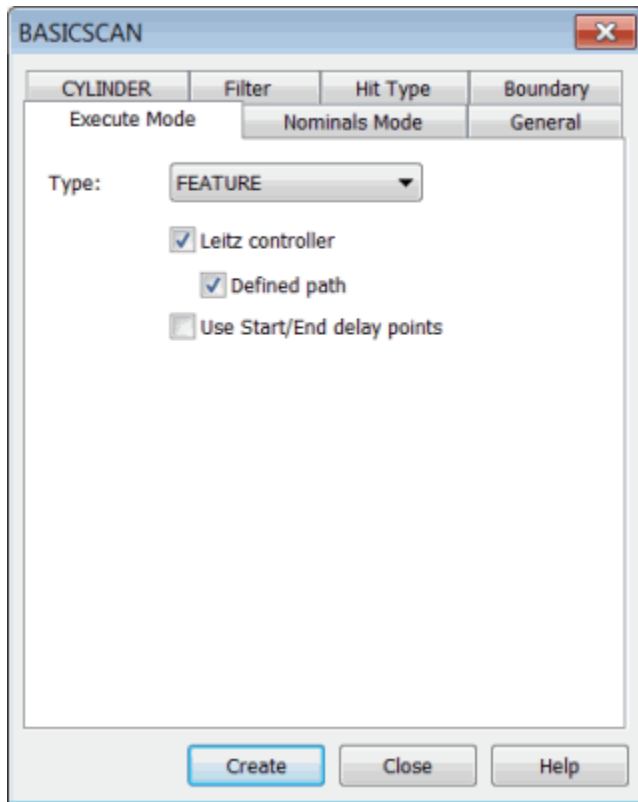 BASICSCAN
CYLINDER Filter Hit Type Boundary
Execute Mode Nominals Mode General
Type: FEATURE
Leitz controller
Defined path
Use Start/End delay points
Create Close Help